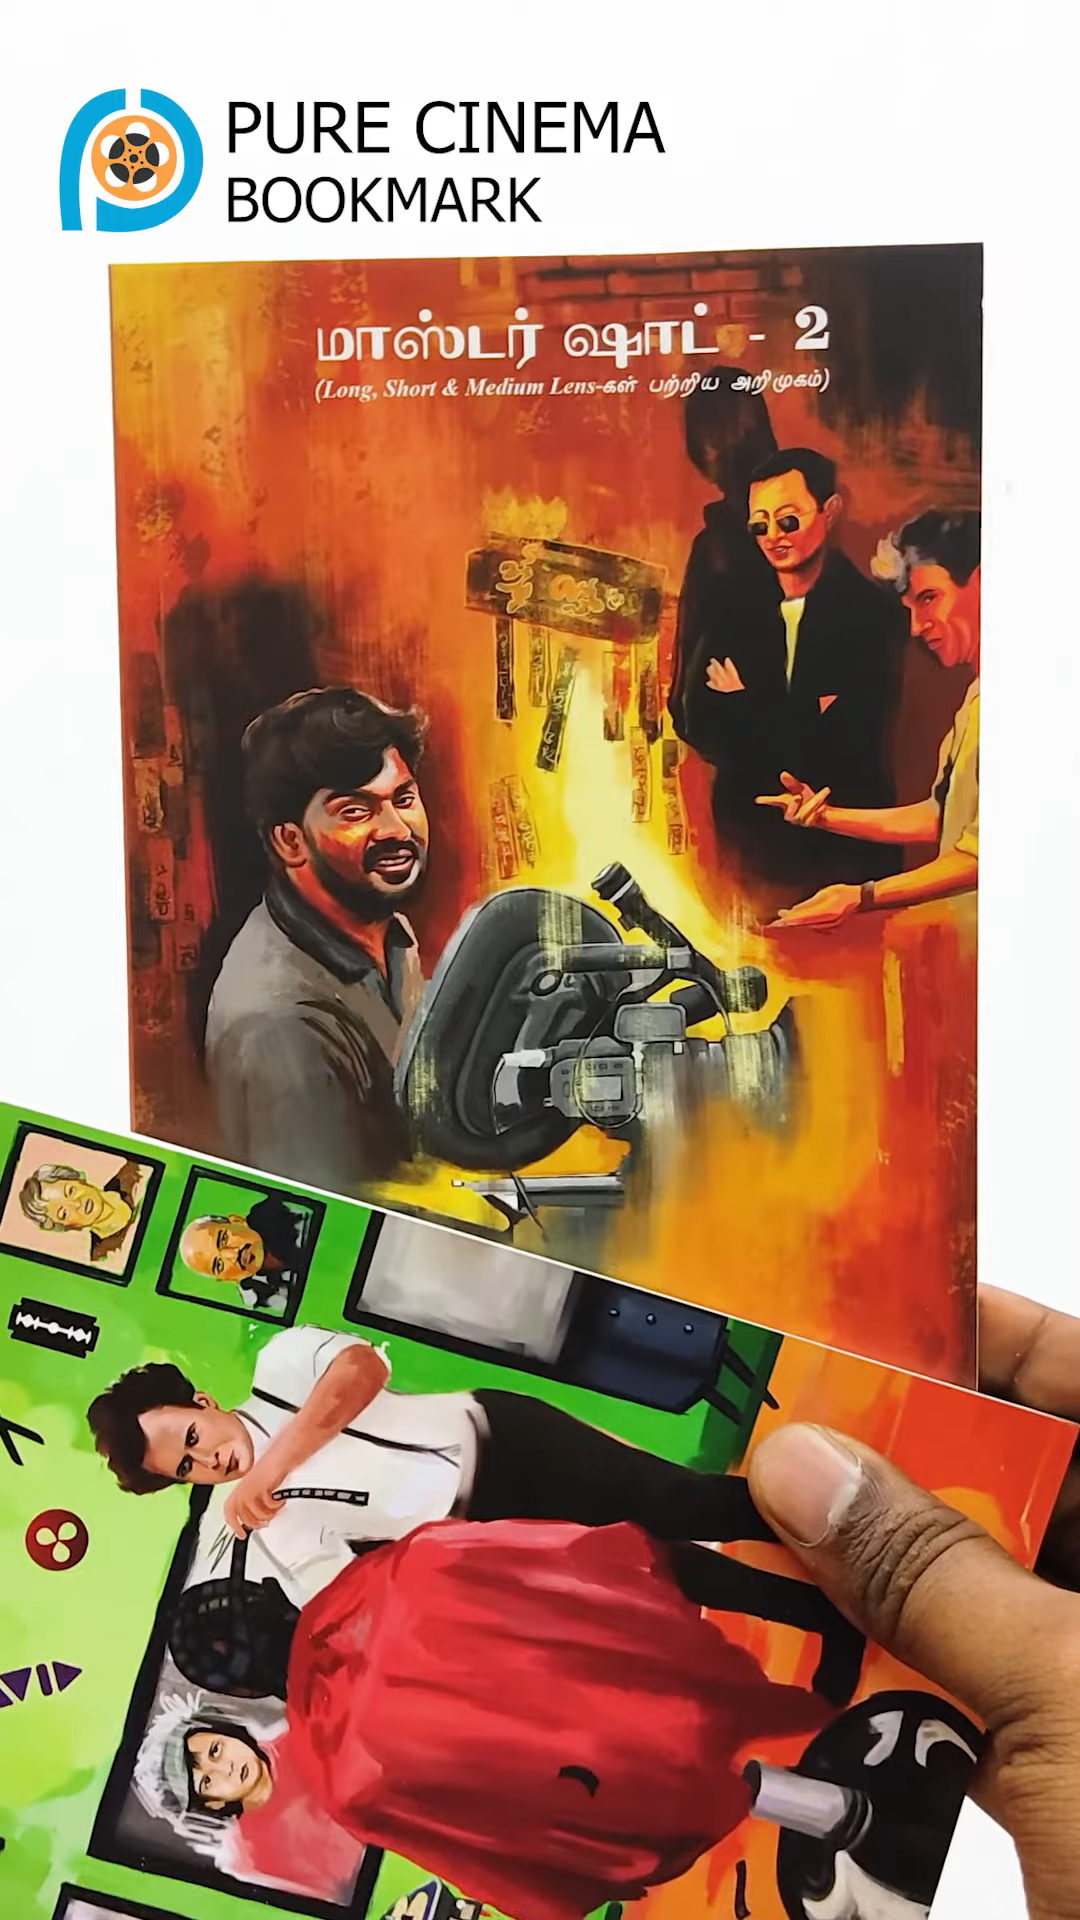 PURE CINEMA
BOOKMARK
மாஸ்டர் ஷாட் - 2
(Long, Short & Medium Lens-கள் பற்றிய அறிமுகம்)